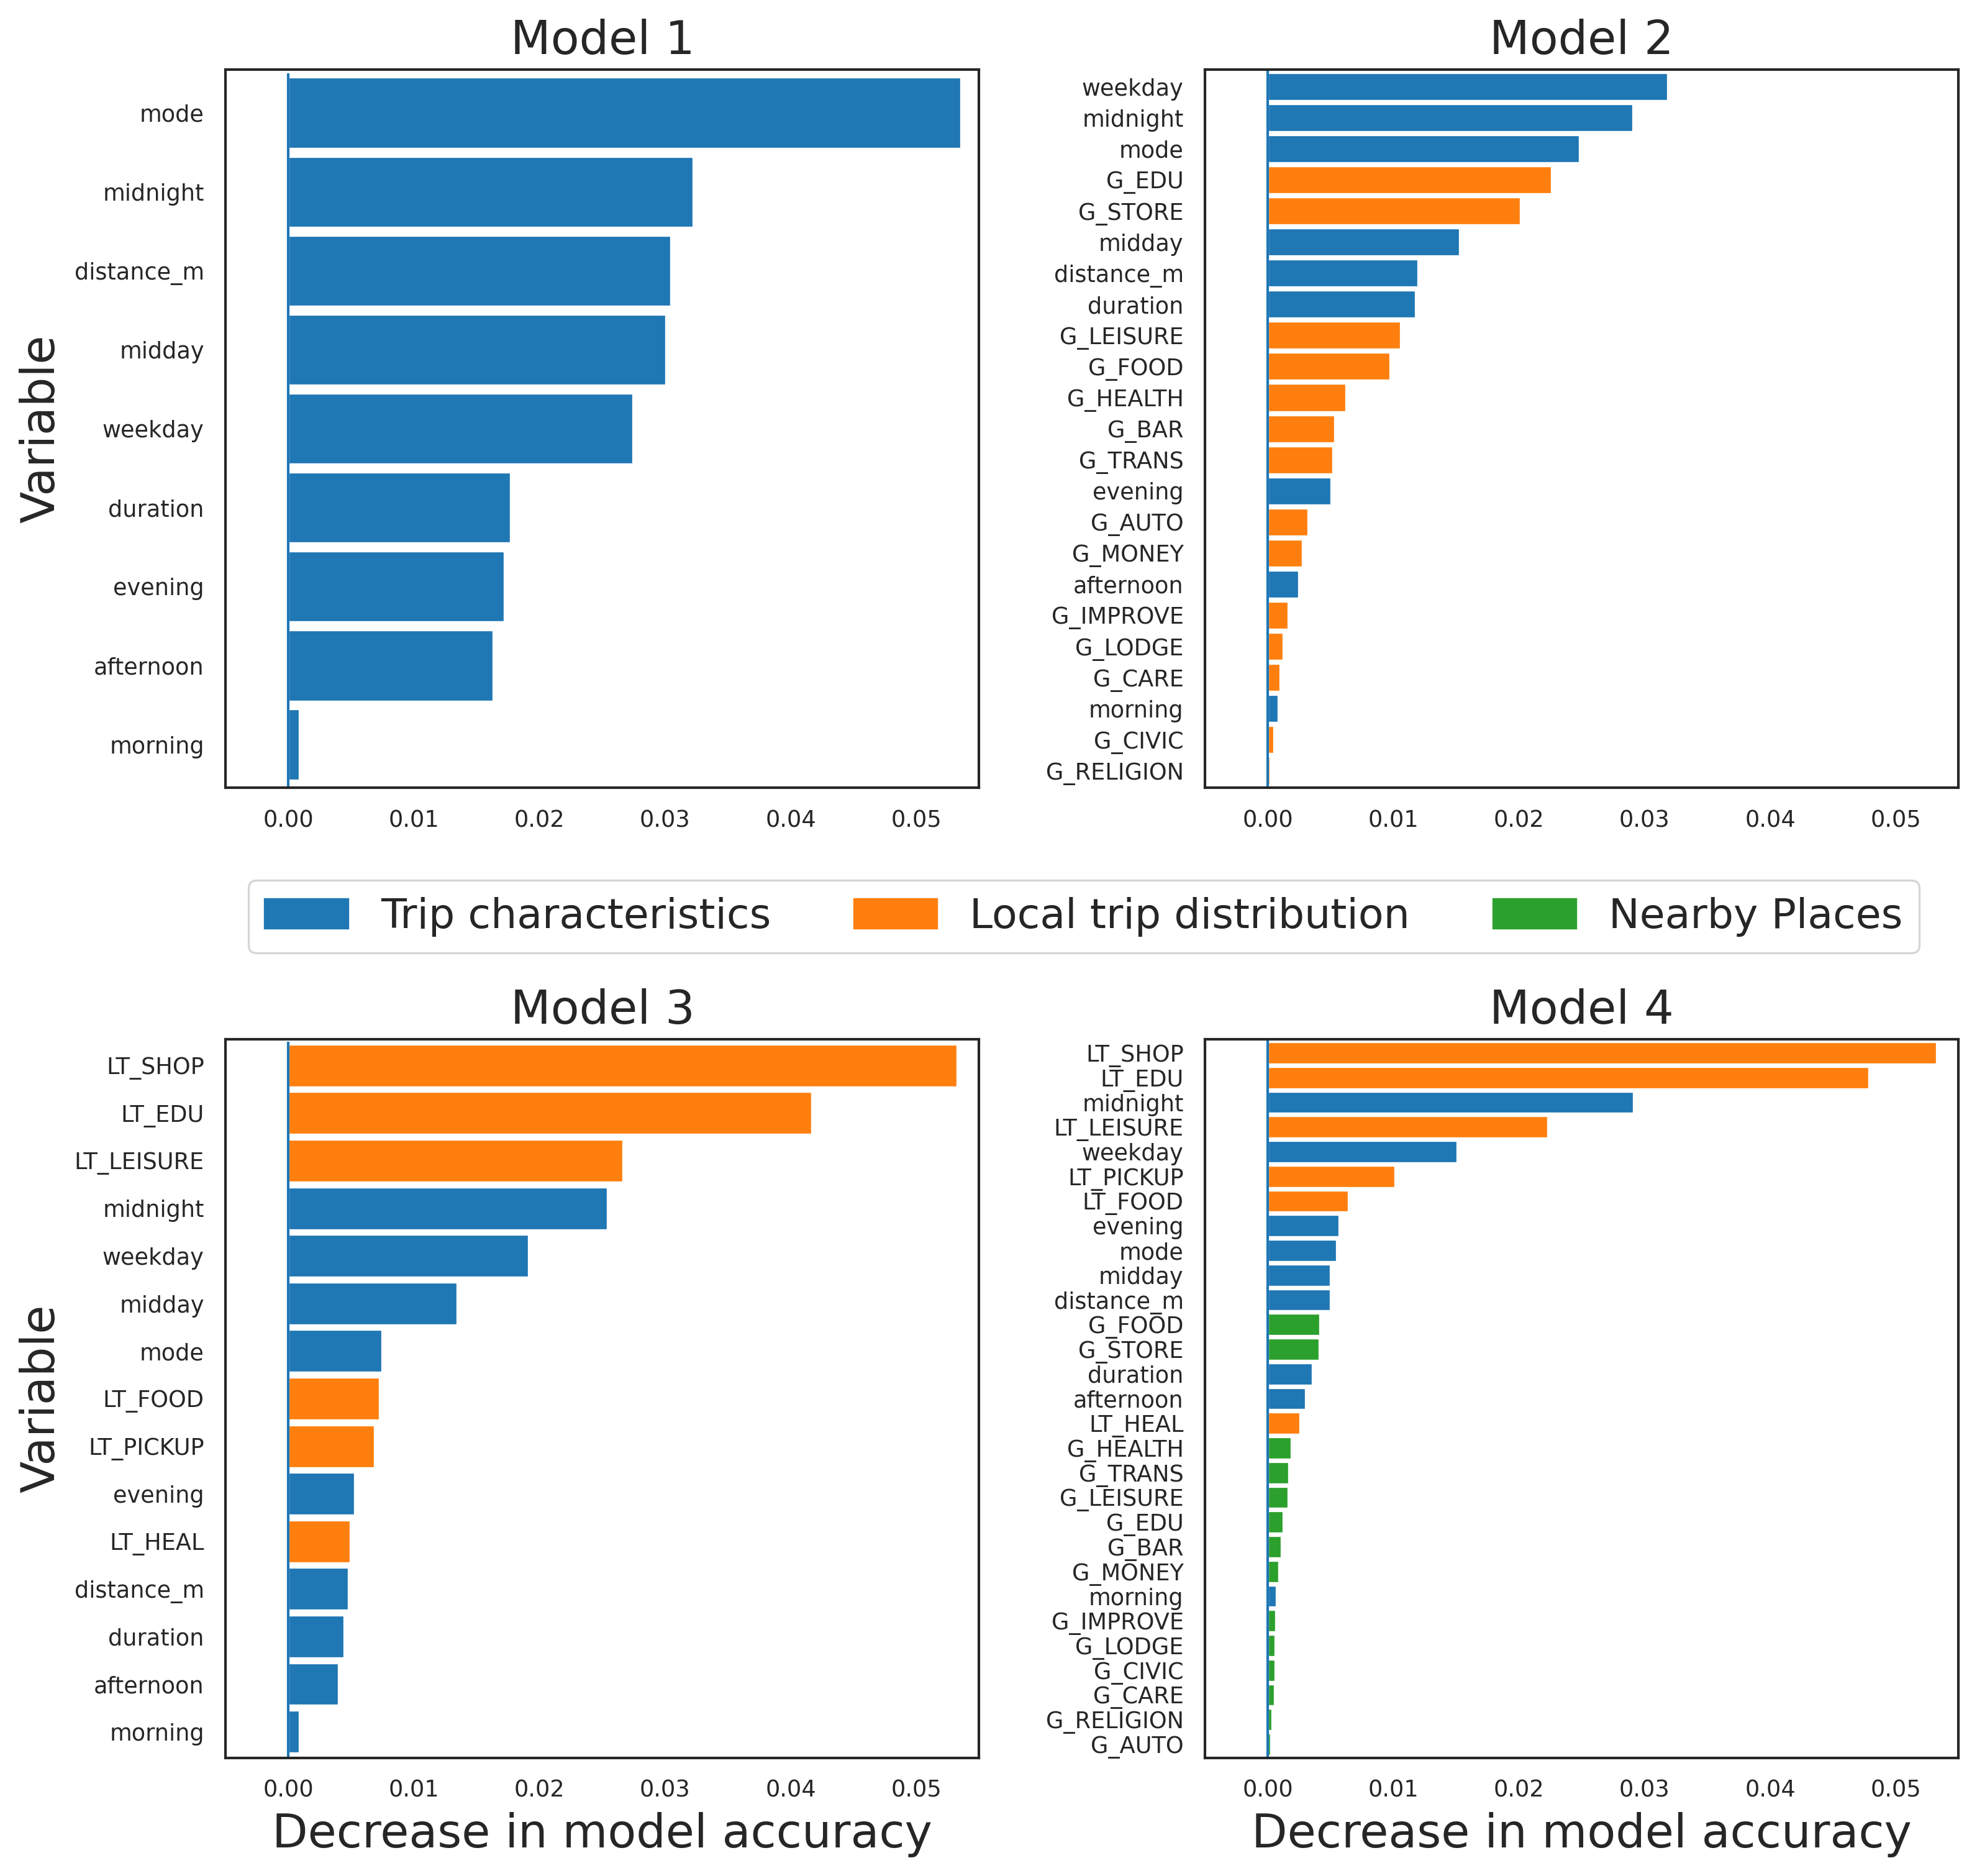 Model 1
Variable
mode
midnight
distance_m
midday
weekday
duration
evening
afternoon
morning
0.00 0.01 0.02 0.03 0.04 0.05
Model 2
weekday
midnight
mode
G_EDU
G_STORE
midday
distance_m
duration
G_LEISURE
G_FOOD
G_HEALTH
G_BAR
G_TRANS
evening
G_AUTO
G_MONEY
afternoon
G_IMPROVE
G_LODGE
G_CARE
morning
G_CIVIC
G_RELIGION
0.00 0.01 0.02 0.03 0.04 0.05
Trip characteristics Local trip distribution Nearby Places
Model 3
Variable
LT_SHOP
LT_EDU
LT_LEISURE
midnight
weekday
midday
mode
LT_FOOD
LT_PICKUP
evening
LT_HEAL
distance_m
duration
afternoon
morning
0.00 0.01 0.02 0.03 0.04 0.05
Decrease in model accuracy
Model 4
LT_SHOP
LT_EDU
midnight
LT_LEISURE
weekday
LT_PICKUP
LT_FOOD
evening
mode
midday
distance_m
G_FOOD
G_STORE
duration
afternoon
LT_HEAL
G_HEALTH
G_TRANS
G_LEISURE
G_EDU
G_BAR
G_MONEY
morning
G_IMPROVE
G_LODGE
G_CIVIC
G_CARE
G_RELIGION
G_AUTO
0.00 0.01 0.02 0.03 0.04 0.05
Decrease in model accuracy